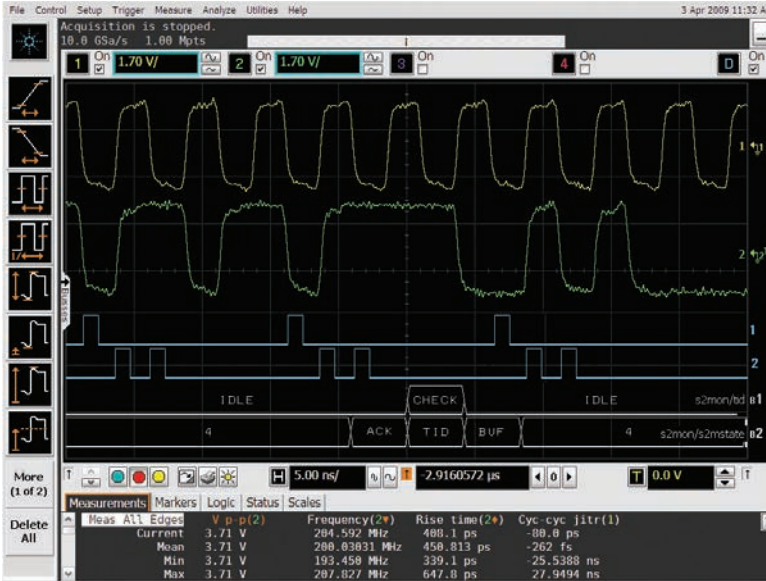 File Control Setup Trigger Measure Analyze Utilities Help 3 Apr 2009 11:32 A
Acquisition is stopped.
10.0 GSa/s 1.00 Mpts
1 On 1.70 V/ 2 On 1.70 V/ 3 On 4 On D On
1
2
Busses
1
2
IDLE CHECK IDLE s2mon/tid B1
4 ACK TID BUF 4 s2mon/s2mstate B2
More
(1 of 2)
Delete
All
H 5.00 ns/ -2.9160572 µs 0 T 0.0 V
Measurements Markers Logic Status Scales
Meas All Edges V p-p(2) Frequency(2▼) Rise time(2♦) Cyc-cyc jitr(1)
Current 3.71 V 204.592 MHz 408.1 ps -80.0 ps
Mean 3.71 V 200.03031 MHz 450.813 ps -262 fs
Min 3.71 V 193.450 MHz 339.1 ps -25.5388 ns
Max 3.71 V 207.827 MHz 647.8 ps 27.9494 ns